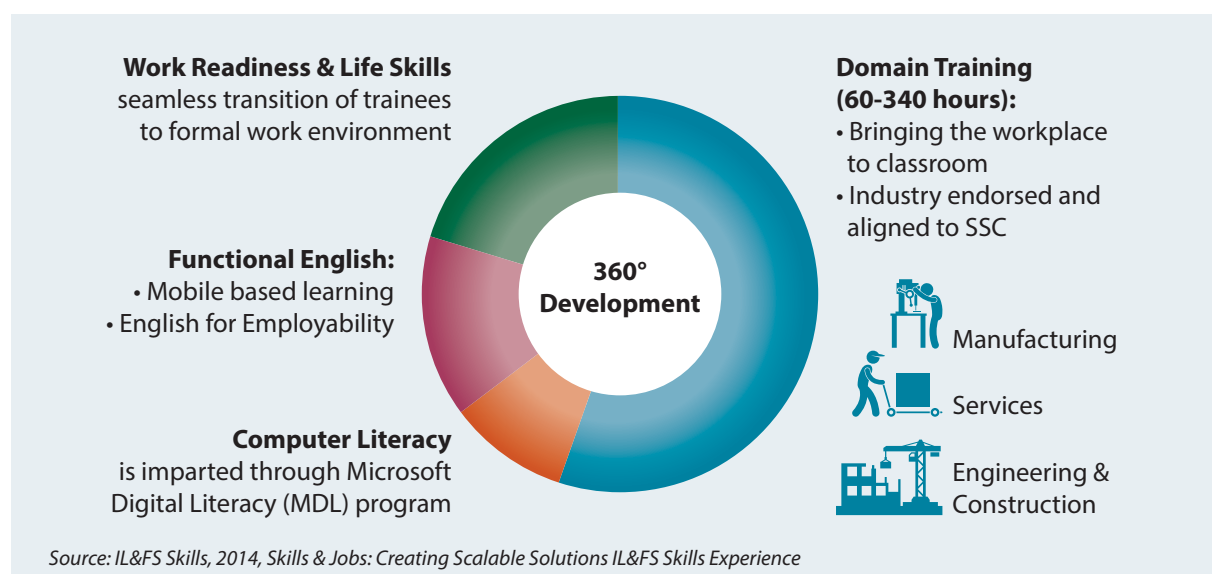 Work Readiness & Life Skills
seamless transition of trainees
to formal work environment
Functional English:
• Mobile based learning
• English for Employability
Computer Literacy
is imparted through Microsoft
Digital Literacy (MDL) program
360°
Development
Domain Training
(60-340 hours):
• Bringing the workplace
to classroom
• Industry endorsed and
aligned to SSC
Manufacturing
Services
Engineering &
Construction
Source: IL&FS Skills, 2014, Skills & Jobs: Creating Scalable Solutions IL&FS Skills Experience